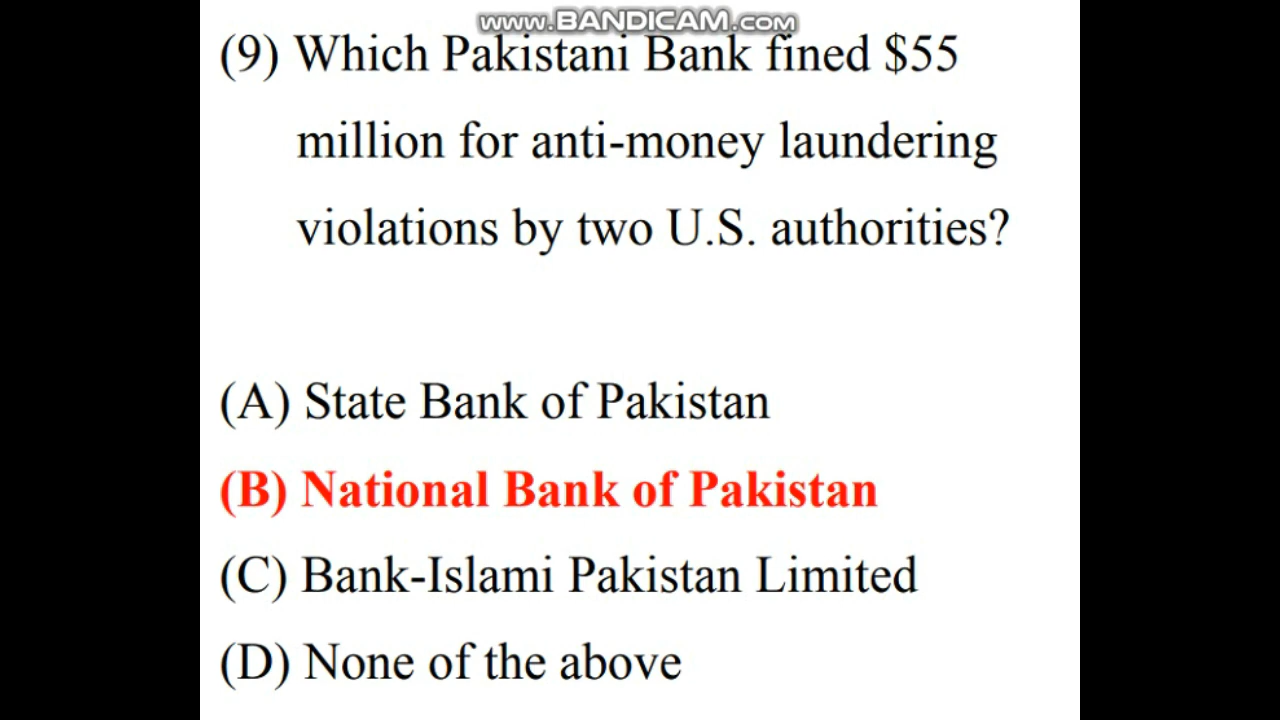 www.BANDICAM.com
(9) Which Pakistani Bank fined $55
million for anti-money laundering
violations by two U.S. authorities?
(A) State Bank of Pakistan
(B) National Bank of Pakistan
(C) Bank-Islami Pakistan Limited
(D) None of the above